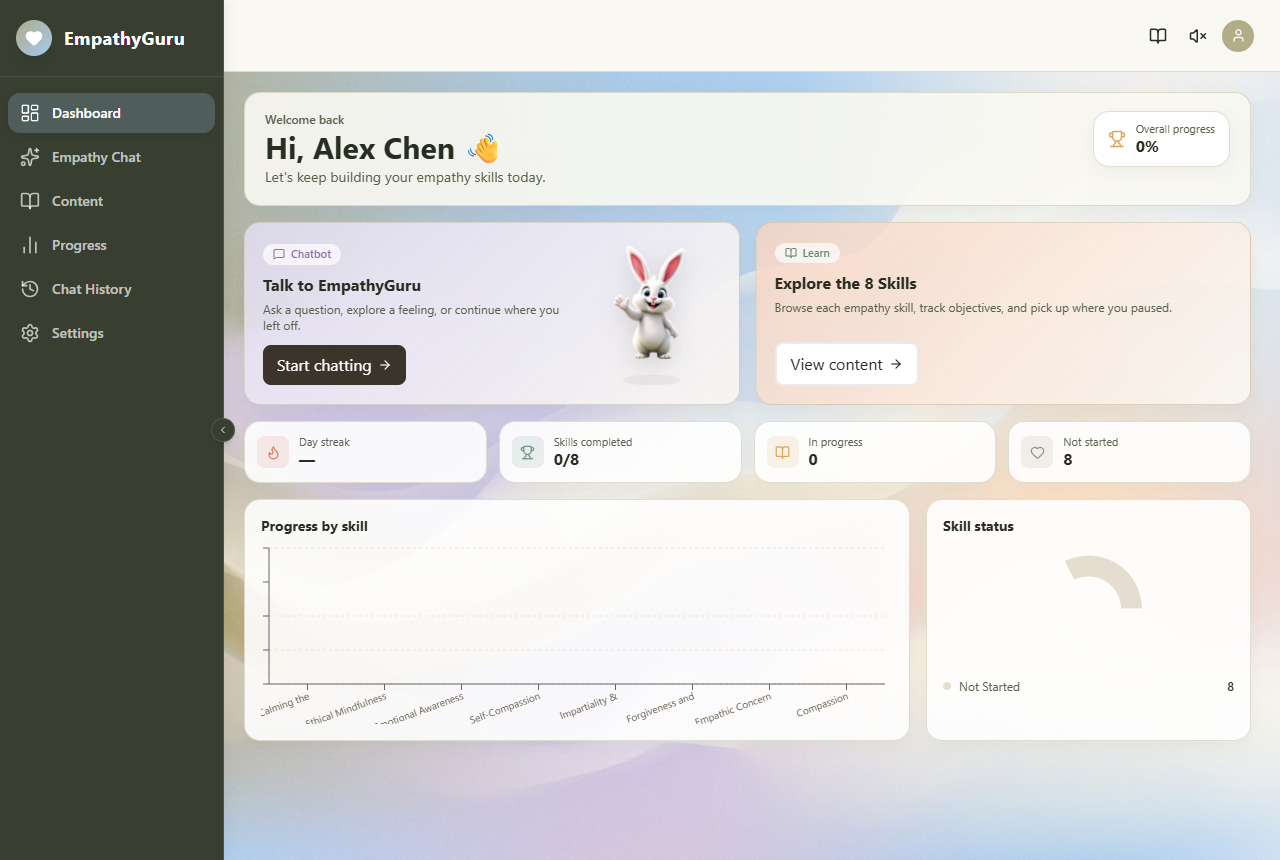 EmpathyGuru
Dashboard
Empathy Chat
Content
Progress
Chat History
Settings
Welcome back
Hi, Alex Chen 👋
Let's keep building your empathy skills today.
Overall progress
0%
Chatbot
Talk to EmpathyGuru
Ask a question, explore a feeling, or continue where you
left off.
Start chatting →
Learn
Explore the 8 Skills
Browse each empathy skill, track objectives, and pick up where you paused.
View content →
Day streak
—
Skills completed
0/8
In progress
0
Not started
8
Progress by skill
Calming the
Ethical Mindfulness
Awareness
Self-Compassion
Impartiality &
Forgiveness and
Empathic Concern
Compassion
Skill status
Not Started
8